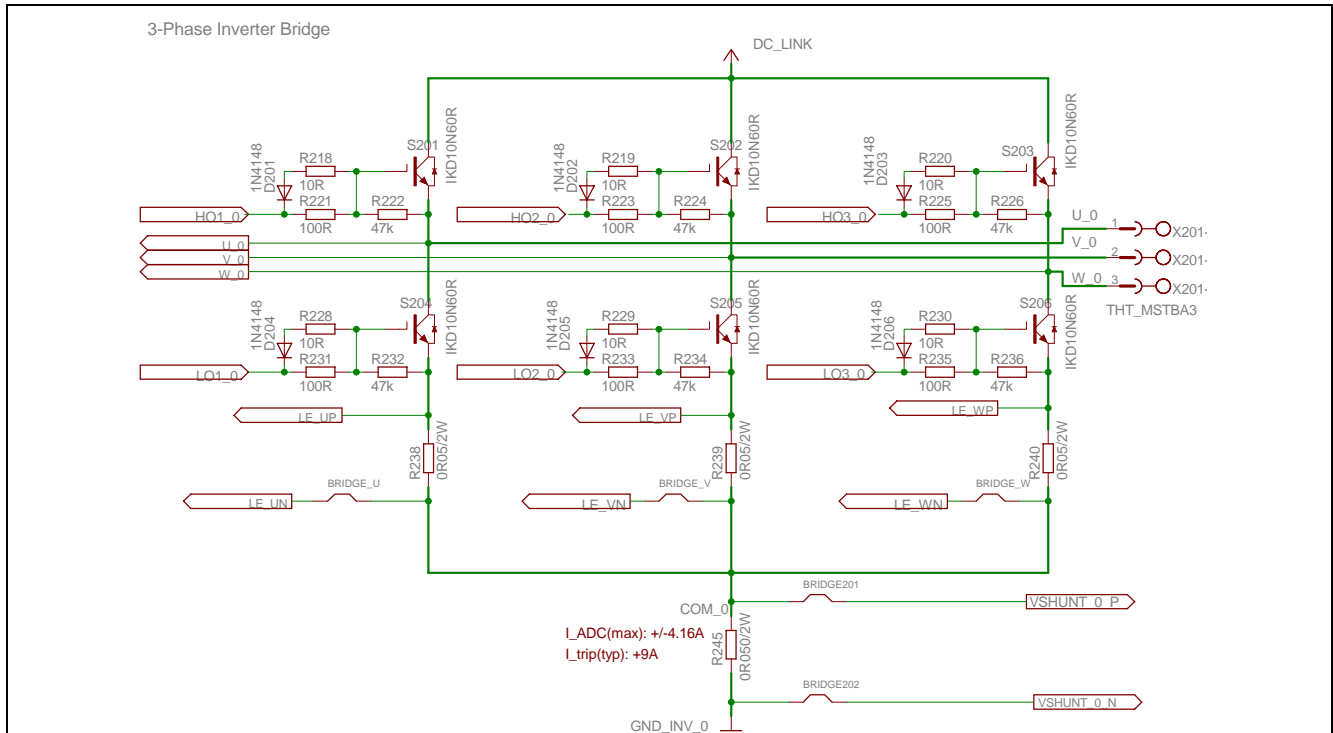 3-Phase Inverter Bridge
DC_LINK
S201
IKD10N60R
1N4148
D201
R218
10R
R221
100R
R222
47k
HO1_0
S202
IKD10N60R
1N4148
D202
R219
10R
R223
100R
R224
47k
HO2_0
S203
IKD10N60R
1N4148
D203
R220
10R
R225
100R
R226
47k
HO3_0
U_0
V_0
W_0
U_0
1
X201-
V_0
2
X201-
W_0
3
X201-
THT_MSTBA3
S204
IKD10N60R
1N4148
D204
R228
10R
R231
100R
R232
47k
LO1_0
S205
IKD10N60R
1N4148
D205
R229
10R
R233
100R
R234
47k
LO2_0
S206
IKD10N60R
1N4148
D206
R230
10R
R235
100R
R236
47k
LO3_0
LE_UP
LE_VP
LE_WP
R238
0R05/2W
R239
0R05/2W
R240
0R05/2W
BRIDGE_U
LE_UN
BRIDGE_V
LE_VN
BRIDGE_W
LE_WN
BRIDGE201
VSHUNT_0_P
COM_0
I_ADC(max): +/-4.16A
I_trip(typ): +9A
R245
0R050/2W
BRIDGE202
VSHUNT_0_N
GND_INV_0